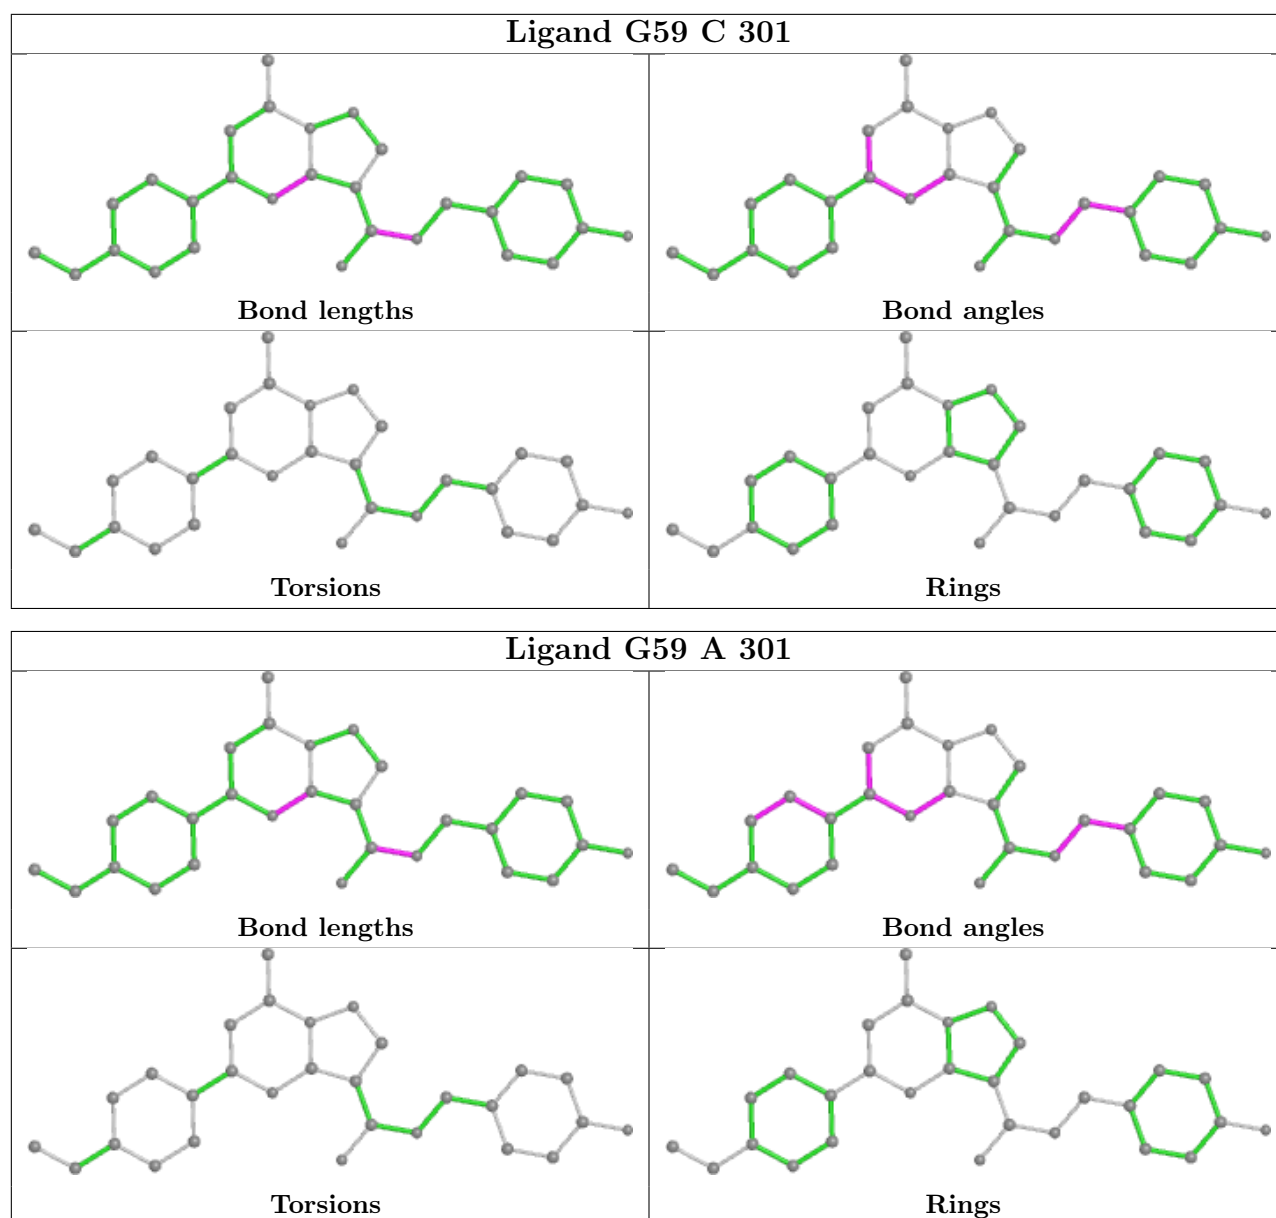 Ligand G59 C 301
Bond lengths
Bond angles
Torsions
Rings
Ligand G59 A 301
Bond lengths
Bond angles
Torsions
Rings